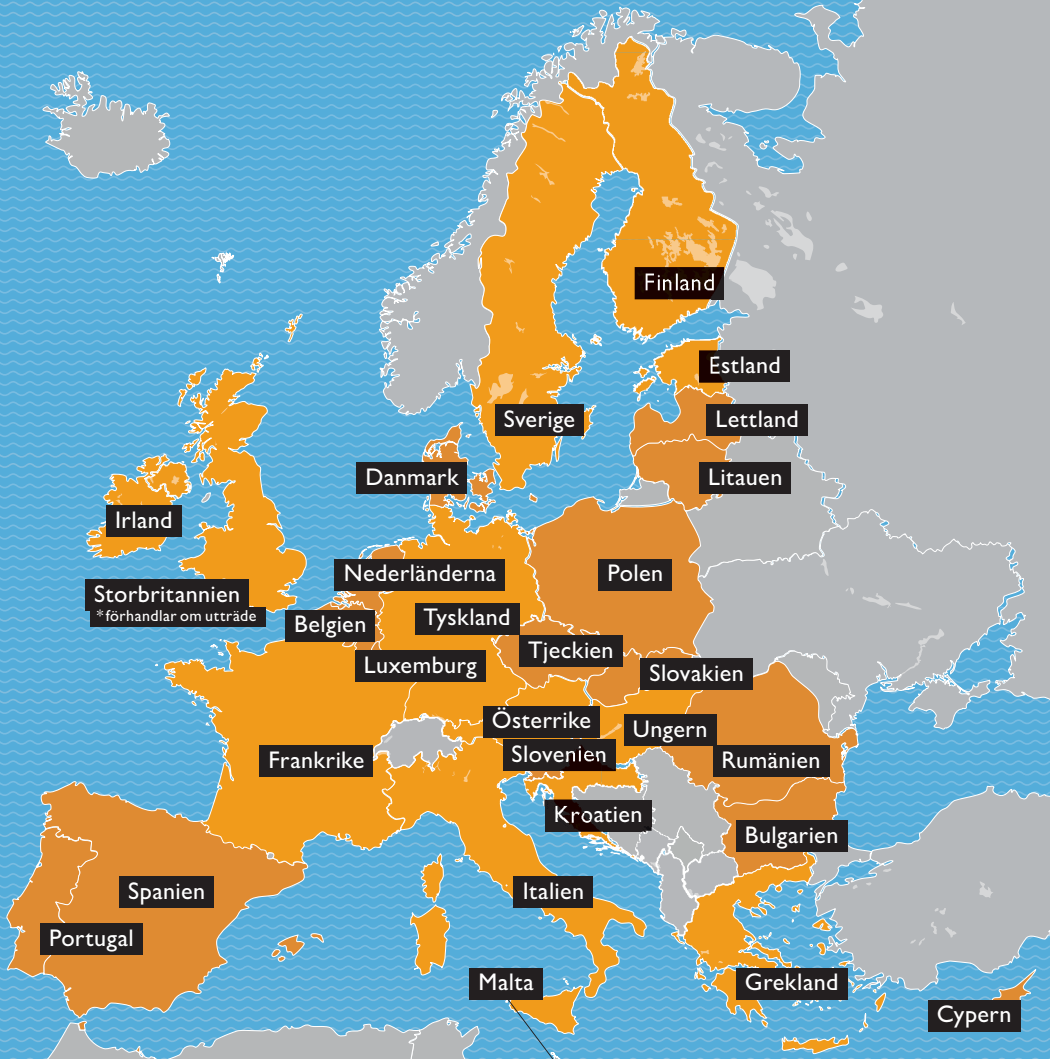 Finland
Estland
Lettland
Sverige
Litauen
Danmark
Irland
Nederländerna
Polen
Storbritannien
*förhandlar om utträde
Belgien
Tyskland
Tjeckien
Luxemburg
Slovakien
Österrike
Ungern
Slovenien
Frankrike
Rumänien
Kroatien
Bulgarien
Spanien
Italien
Portugal
Malta
Grekland
Cypern